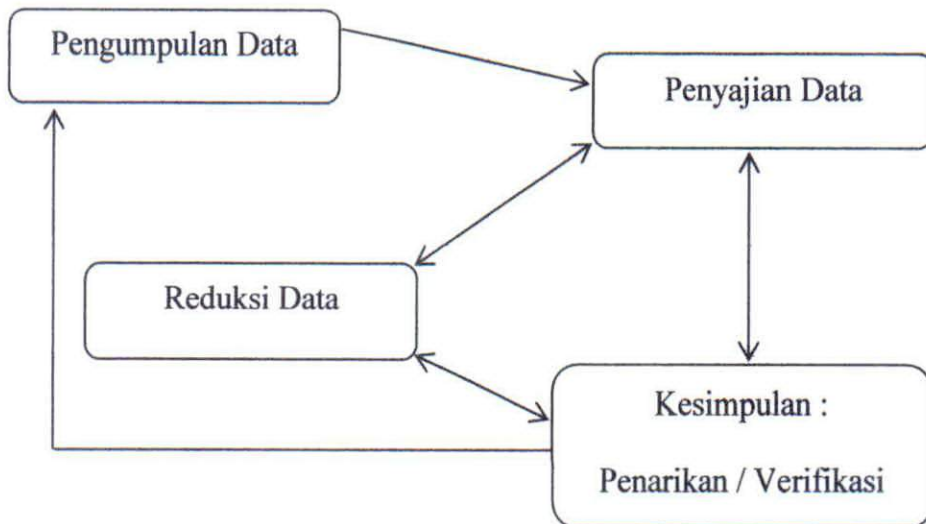 Pengumpulan Data
Penyajian Data
Reduksi Data
Kesimpulan :
Penarikan / Verifikasi